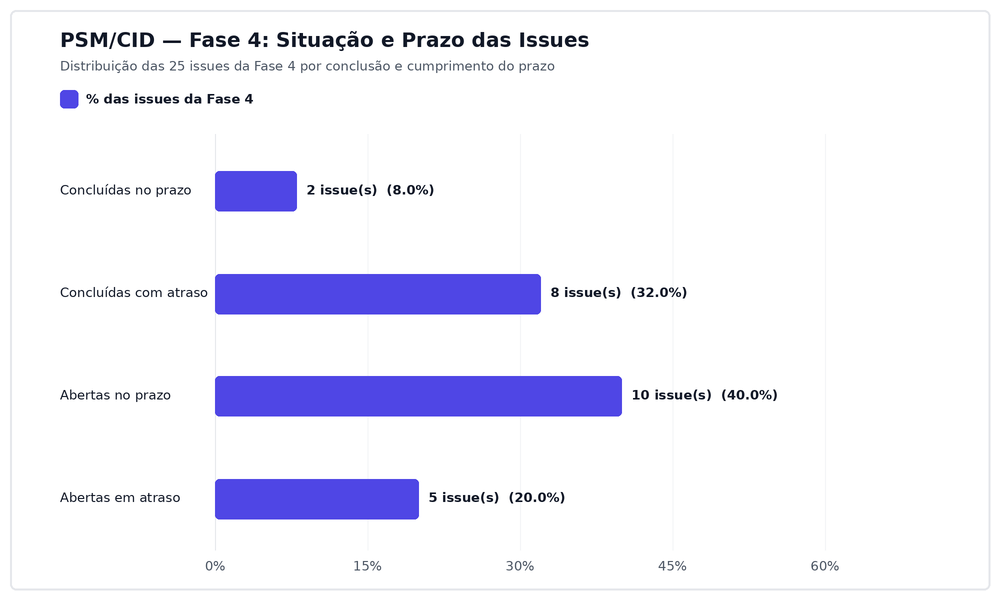 PSM/CID — Fase 4: Situação e Prazo das Issues
Distribuição das 25 issues da Fase 4 por conclusão e cumprimento do prazo
% das issues da Fase 4
Concluídas no prazo 2 issue(s) (8.0%)
Concluídas com atraso 8 issue(s) (32.0%)
Abertas no prazo 10 issue(s) (40.0%)
Abertas em atraso 5 issue(s) (20.0%)
0% 15% 30% 45% 60%